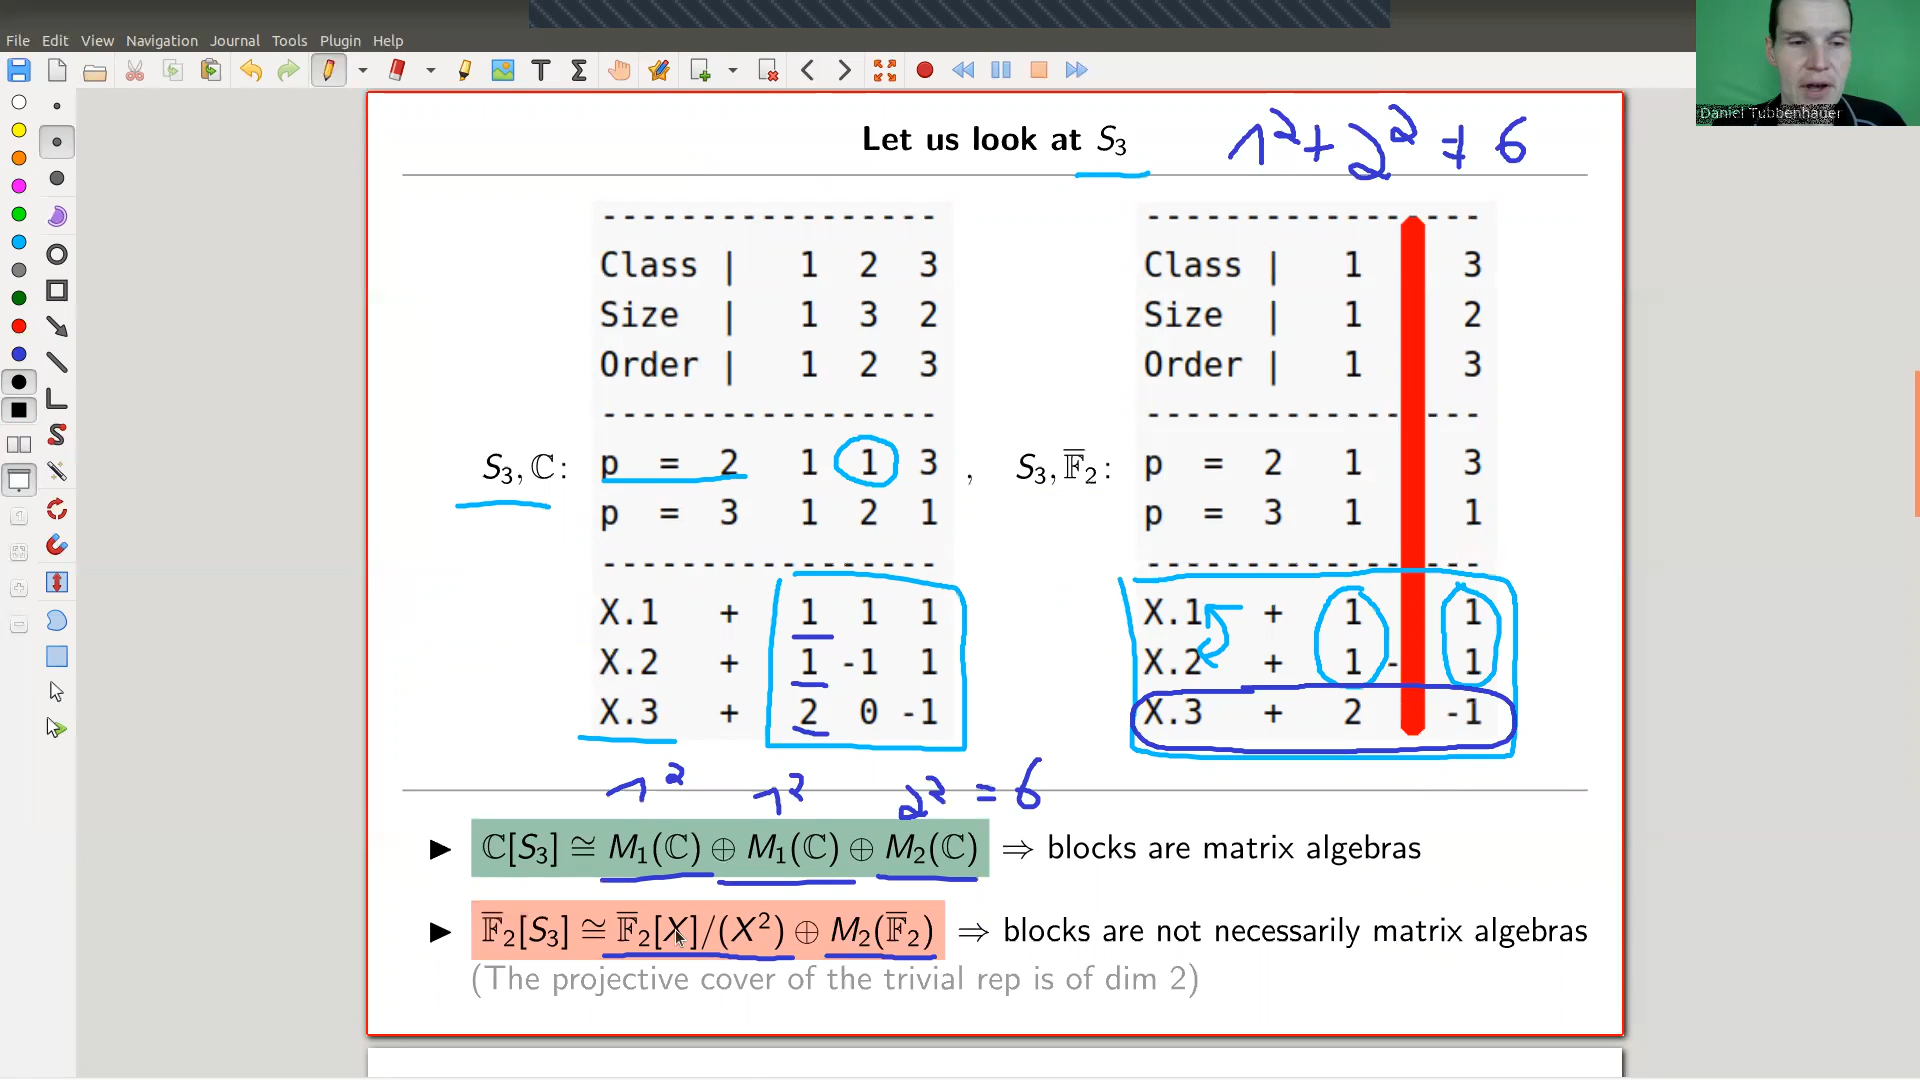 File Edit View Navigation Journal Tools Plugin Help
Daniel Tubbenhauer
Let us look at S₃
1² + 2² ≠ 6
-----------------
Class | 1 2 3
Size | 1 3 2
Order | 1 2 3
-----------------
S₃, ℂ: p = 2 1 1 3
p = 3 1 2 1
-----------------
X.1 + 1 1 1
X.2 + 1 -1 1
X.3 + 2 0 -1
,
-----------------
Class | 1 3
Size | 1 2
Order | 1 3
-----------------
S₃, F̅₂: p = 2 1 3
p = 3 1 1
-----------------
X.1 + 1 1
X.2 + 1 - 1
X.3 + 2 -1
1² 1² 2² = 6
► ℂ[S₃] ≅ M₁(ℂ) ⊕ M₁(ℂ) ⊕ M₂(ℂ) ⇒ blocks are matrix algebras
► F̅₂[S₃] ≅ F̅₂[X]/(X²) ⊕ M₂(F̅₂) ⇒ blocks are not necessarily matrix algebras
(The projective cover of the trivial rep is of dim 2)